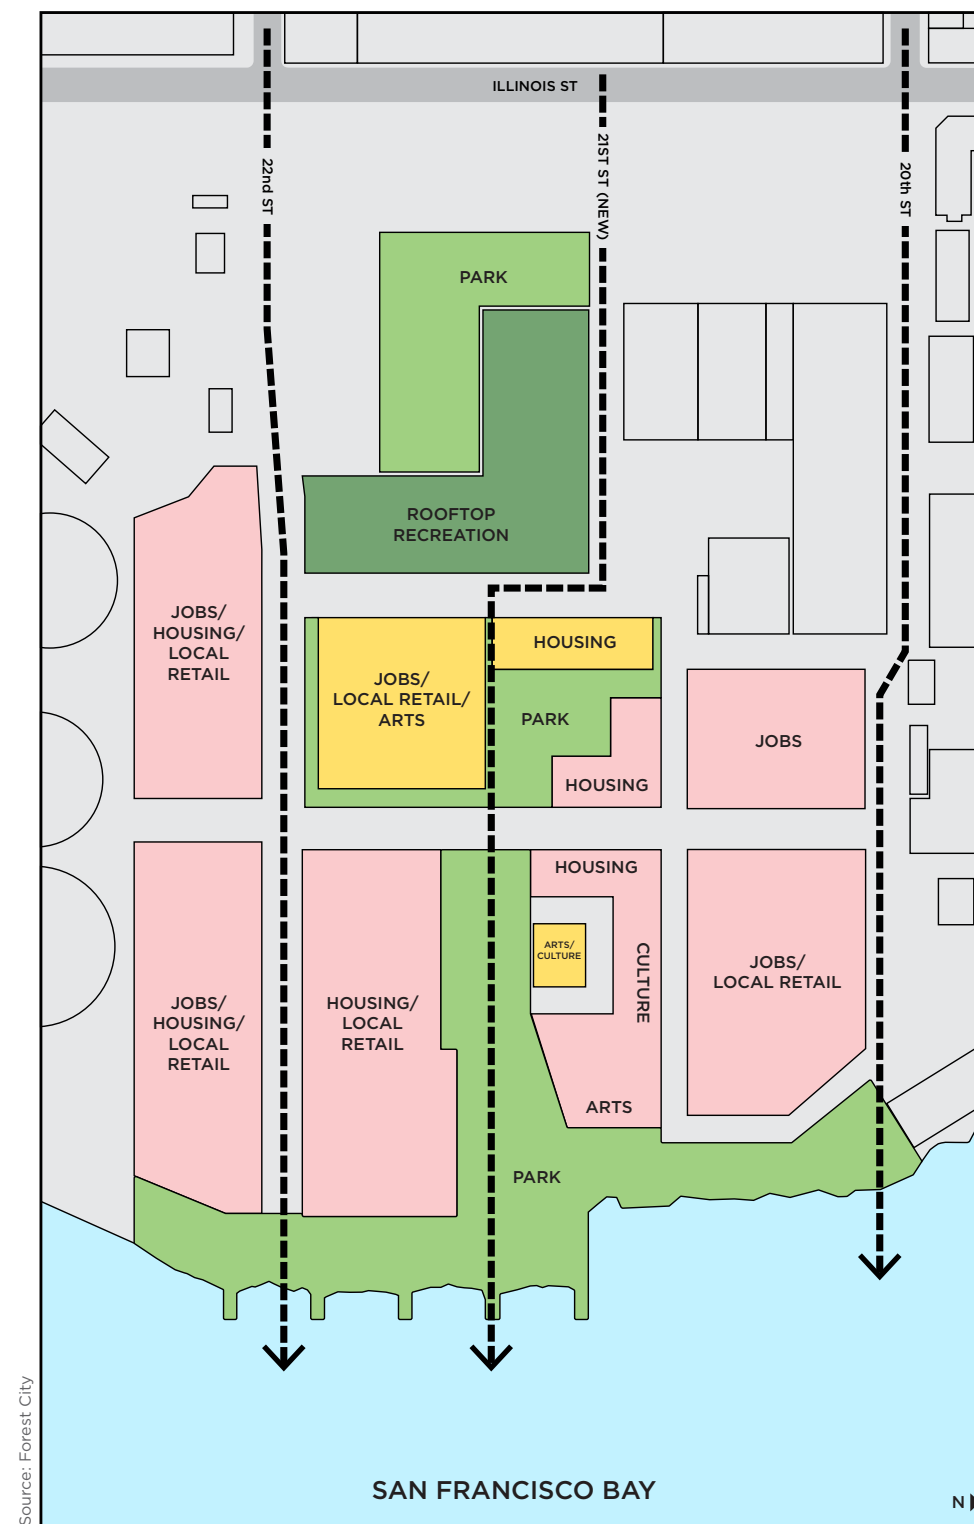 ILLINOIS ST
22nd ST
21ST ST (NEW)
20th ST
PARK
ROOFTOP
RECREATION
JOBS/
HOUSING/
LOCAL
RETAIL
JOBS/
LOCAL RETAIL/
ARTS
HOUSING
PARK
HOUSING
JOBS
JOBS/
HOUSING/
LOCAL
RETAIL
HOUSING/
LOCAL
RETAIL
HOUSING
ARTS/
CULTURE
CULTURE
ARTS
JOBS/
LOCAL RETAIL
PARK
SAN FRANCISCO BAY
N
Source: Forest City